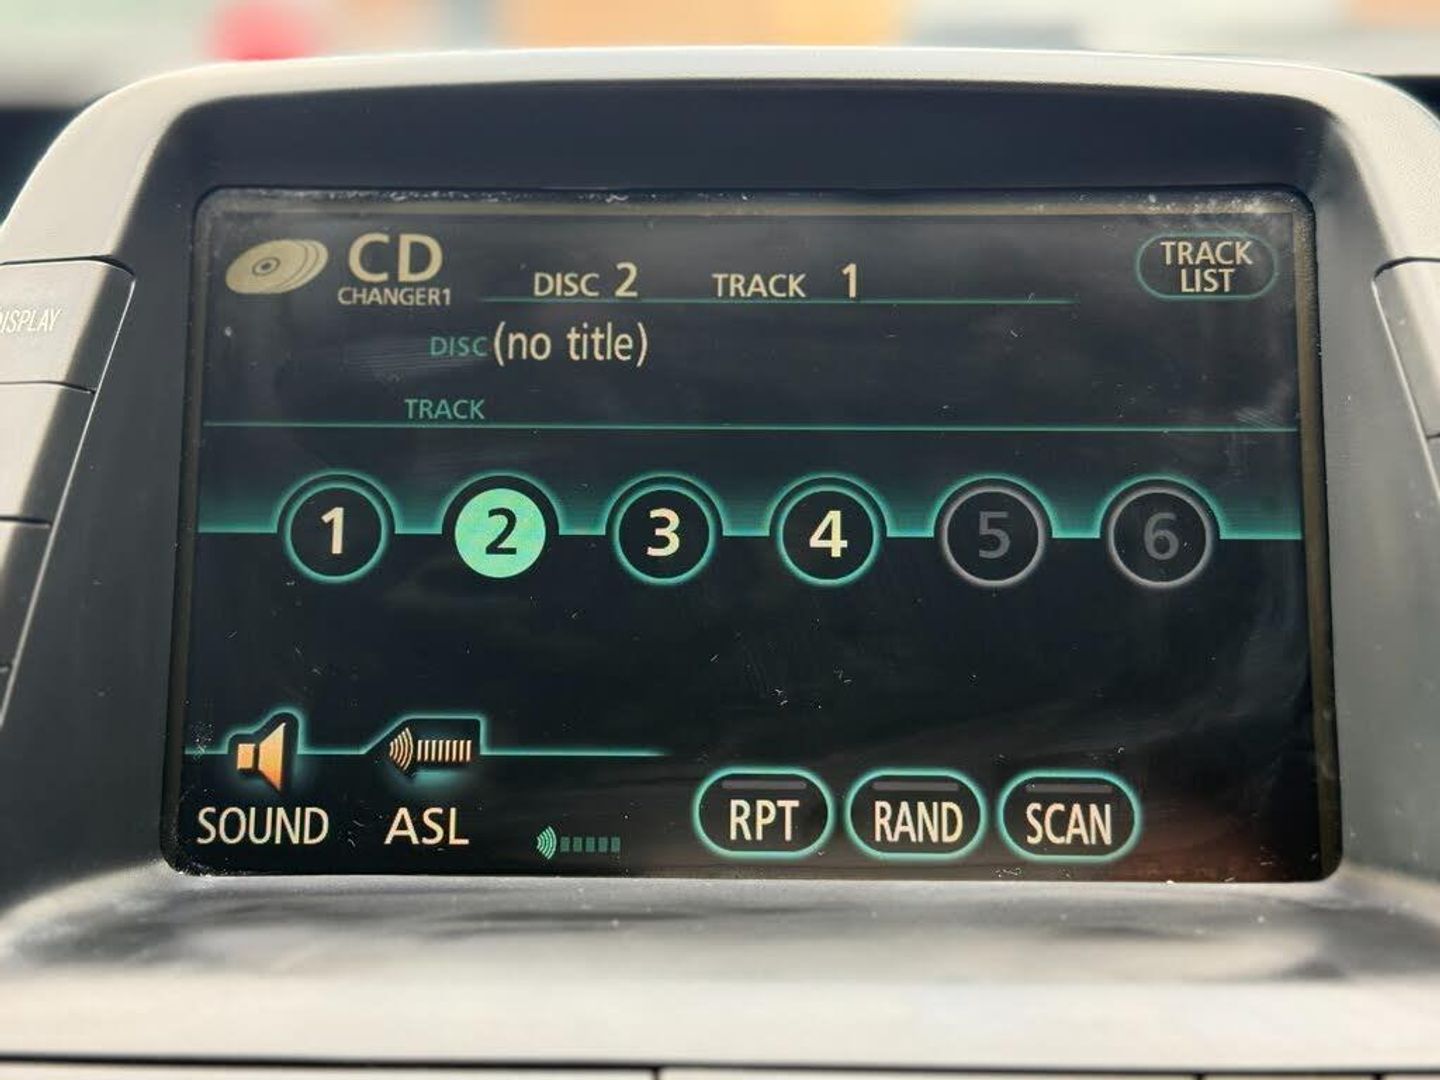 CD
CHANGER1
DISC 2 TRACK 1
TRACK
LIST
DISC (no title)
TRACK
DISPLAY
1 2 3 4 5 6
SOUND ASL RPT RAND SCAN